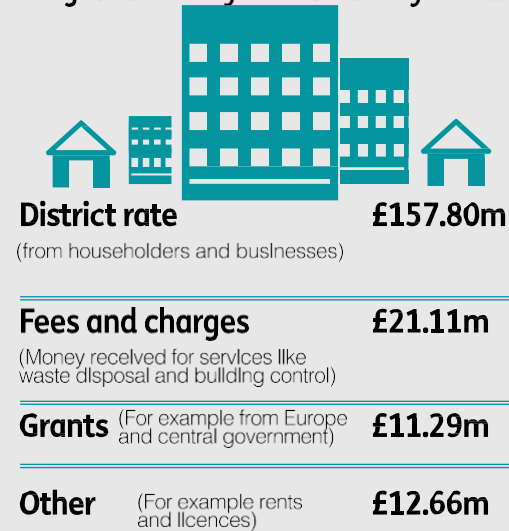 District rate £157.80m
(from householders and businesses)
Fees and charges £21.11m
(Money received for services like
waste disposal and building control)
Grants (For example from Europe
and central government) £11.29m
Other (For example rents
and licences) £12.66m